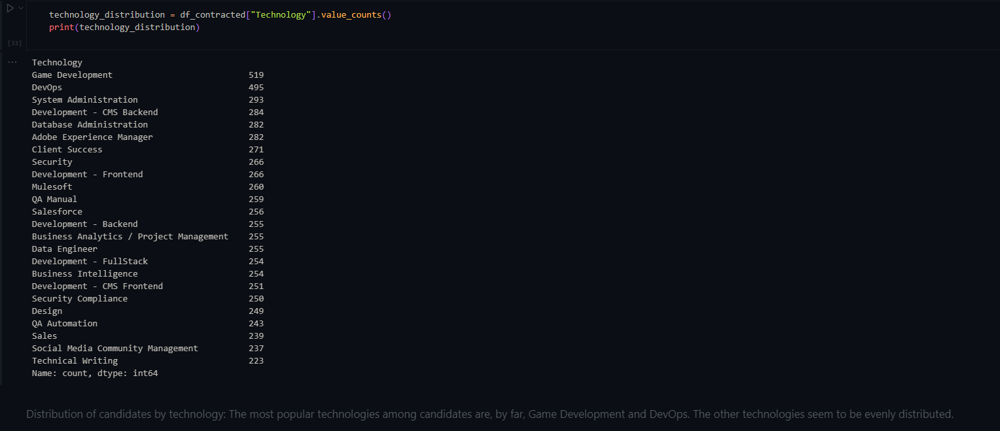 technology_distribution = df_contracted["Technology"].value_counts()
print(technology_distribution)
[33]
... Technology
Game Development 519
DevOps 495
System Administration 293
Development - CMS Backend 284
Database Administration 282
Adobe Experience Manager 282
Client Success 271
Security 266
Development - Frontend 266
Mulesoft 260
QA Manual 259
Salesforce 256
Development - Backend 255
Business Analytics / Project Management 255
Data Engineer 255
Development - FullStack 254
Business Intelligence 254
Development - CMS Frontend 251
Security Compliance 250
Design 249
QA Automation 243
Sales 239
Social Media Community Management 237
Technical Writing 223
Name: count, dtype: int64
Distribution of candidates by technology: The most popular technologies among candidates are, by far, Game Development and DevOps. The other technologies seem to be evenly distributed.